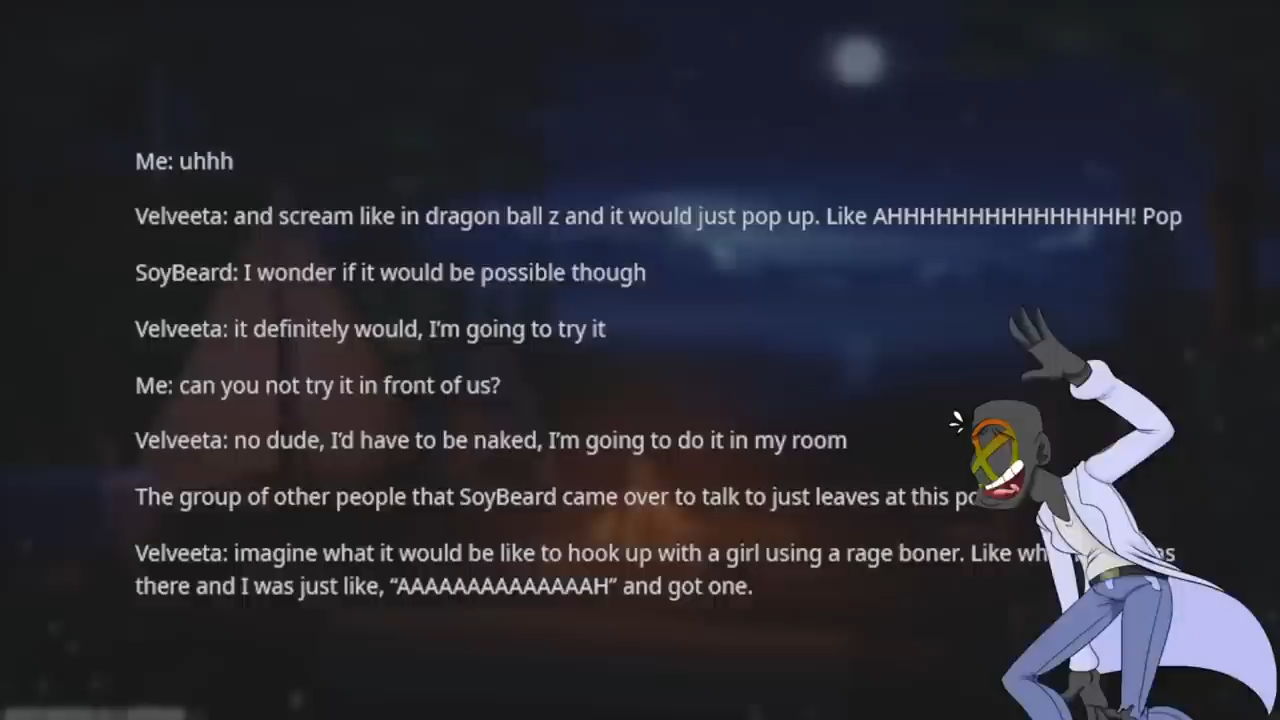 Me: uhhh
Velveeta: and scream like in dragon ball z and it would just pop up. Like AHHHHHHHHHHHHHHHH! Pop
SoyBeard: I wonder if it would be possible though
Velveeta: it definitely would, I'm going to try it
Me: can you not try it in front of us?
Velveeta: no dude, I'd have to be naked, I'm going to do it in my room
The group of other people that SoyBeard came over to talk to just leaves at this
Velveeta: imagine what it would be like to hook up with a girl using a rage boner. Like
there and I was just like, “AAAAAAAAAAAAAAH” and got one.